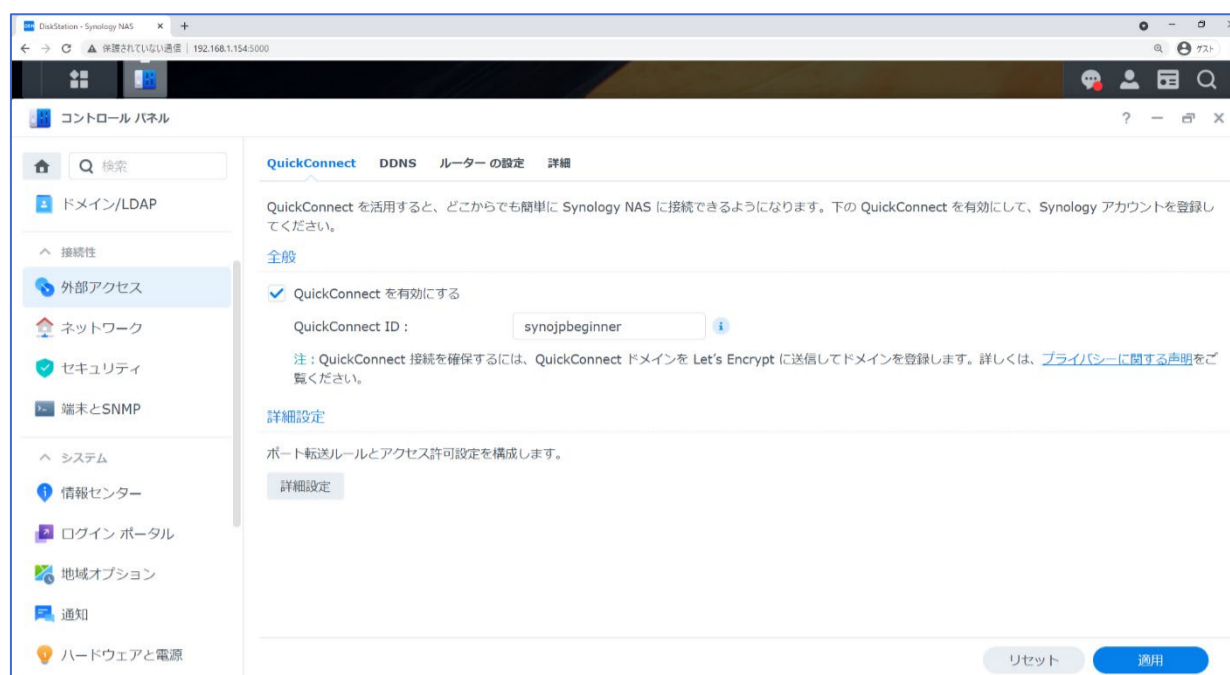 DiskStation - Synology NAS
保護されていない通信 | 192.168.1.154:5000
ゲスト
コントロール パネル
検索
ドメイン/LDAP
接続性
外部アクセス
ネットワーク
セキュリティ
端末とSNMP
システム
情報センター
ログイン ポータル
地域オプション
通知
ハードウェアと電源
QuickConnect DDNS ルーター の設定 詳細
QuickConnect を活用すると、どこからでも簡単に Synology NAS に接続できるようになります。下の QuickConnect を有効にして、Synology アカウントを登録し
てください。
全般
QuickConnect を有効にする
QuickConnect ID : synojpbeginner
注 : QuickConnect 接続を確保するには、QuickConnect ドメインを Let's Encrypt に送信してドメインを登録します。詳しくは、プライバシーに関する声明をご
覧ください。
詳細設定
ポート転送ルールとアクセス許可設定を構成します。
詳細設定
リセット 適用